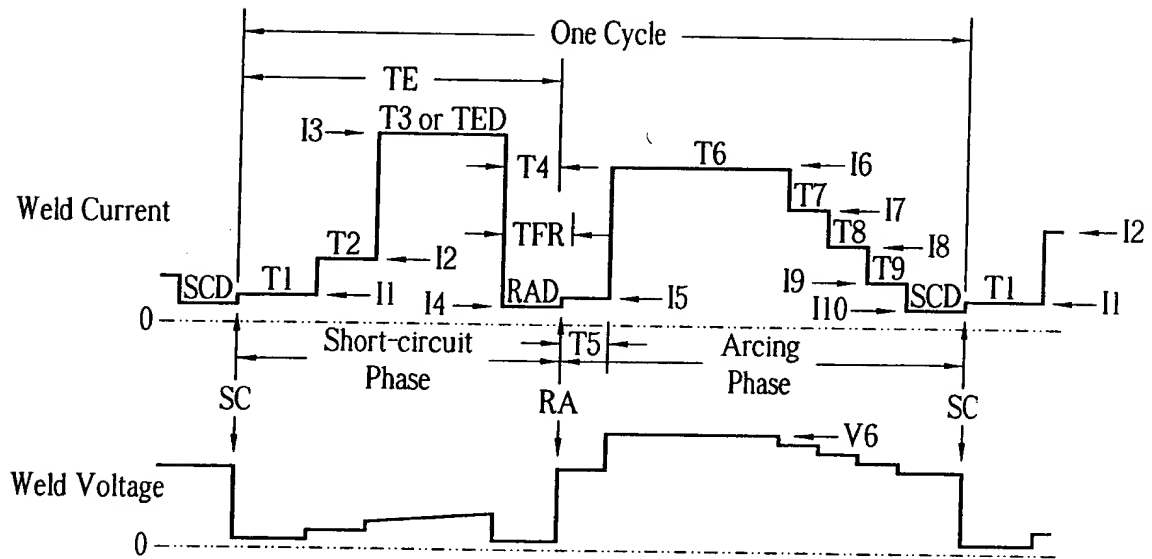 One Cycle
TE
I3
T3 or TED
T4
T6
I6
Weld Current
T7
I7
TFR
T2
I2
T8
I8
I2
SCD
T1
I1
I4
RAD
I5
I9
T9
I10
SCD
T1
I1
0
Short-circuit
Phase
T5
Arcing
Phase
SC
RA
SC
V6
Weld Voltage
0